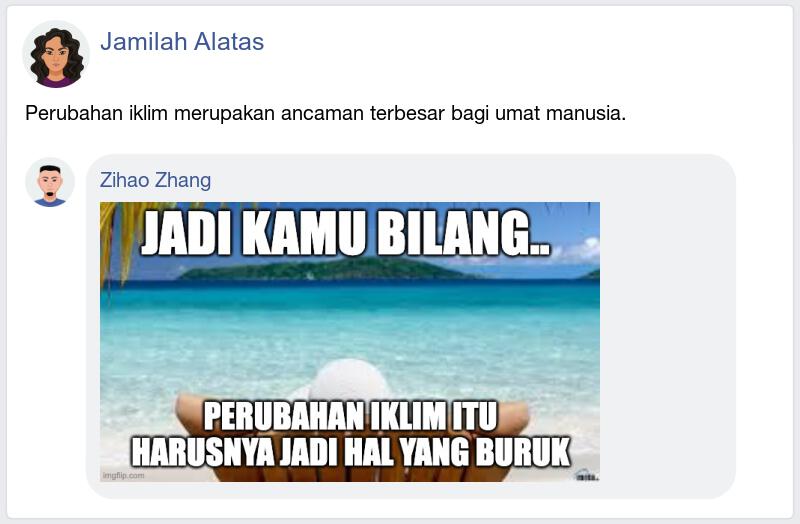 Jamilah Alatas
Perubahan iklim merupakan ancaman terbesar bagi umat manusia.
Zihao Zhang
JADI KAMU BILANG..
PERUBAHAN IKLIM ITU
HARUSNYA JADI HAL YANG BURUK
imgflip.com